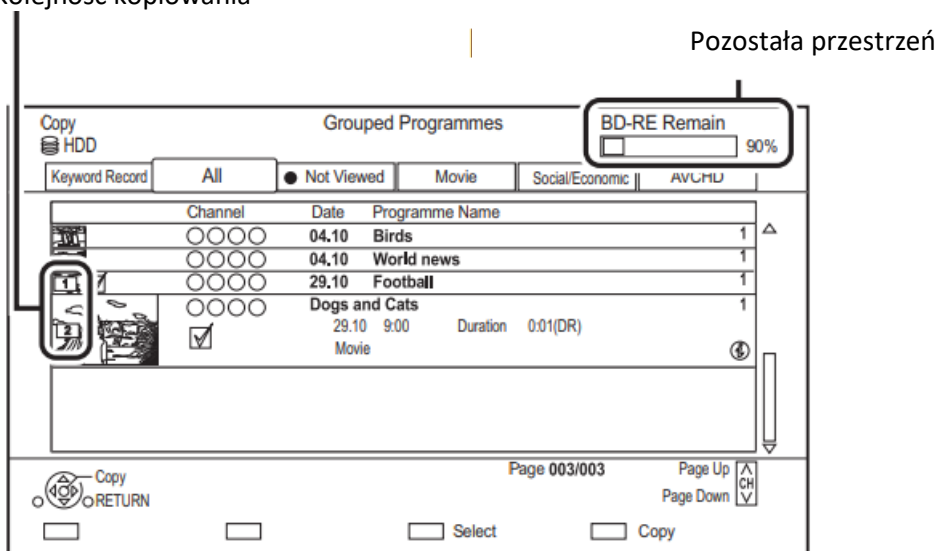 kolejność kopiowania
Pozostała przestrzeń
Copy
HDD
Grouped Programmes
BD-RE Remain
90%
Keyword Record All Not Viewed Movie Social/Economic AVCHD
Channel Date Programme Name
04.10 Birds 1
04.10 World news 1
1 29.10 Football 1
Dogs and Cats 1
2 29.10 9:00 Duration 0:01(DR)
Movie
Copy
RETURN
Page 003/003
Page Up
CH
Page Down
Select Copy